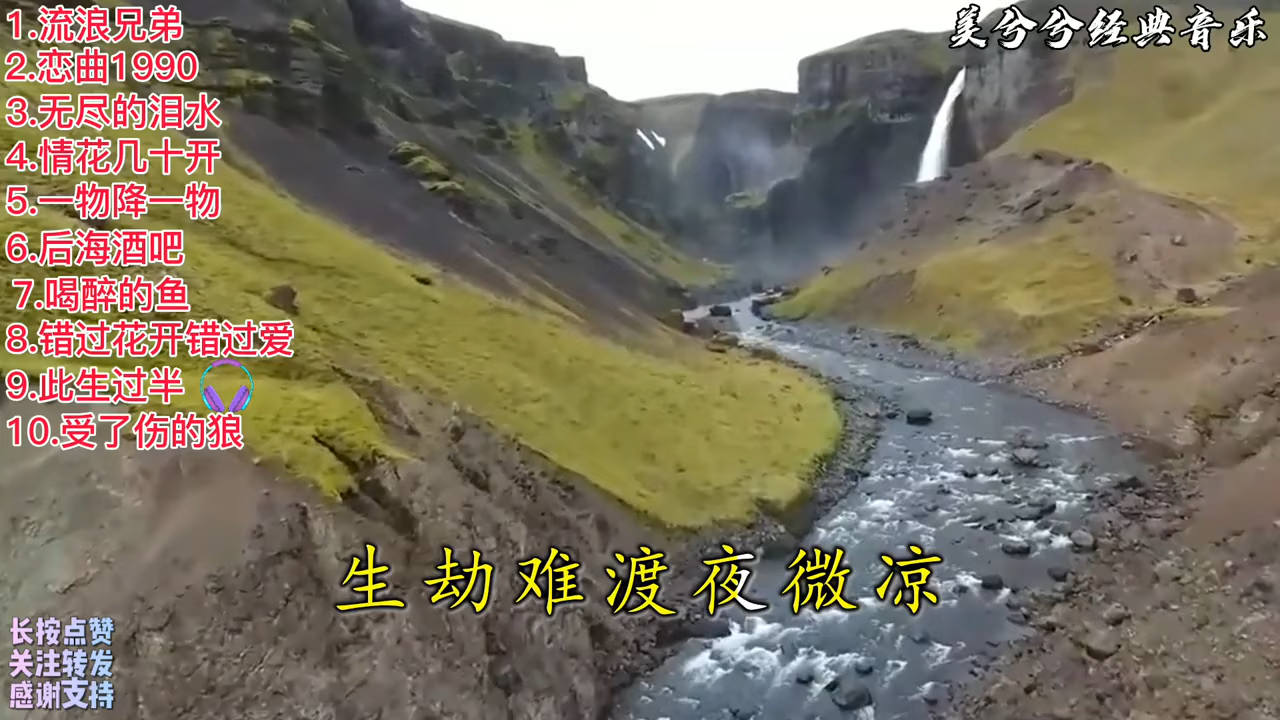 1.流浪兄弟
2.恋曲1990
3.无尽的泪水
4.情花几十开
5.一物降一物
6.后海酒吧
7.喝醉的鱼
8.错过花开错过爱
9.此生过半
10.受了伤的狼
美兮兮经典音乐
生劫难渡夜微凉
长按点赞
关注转发
感谢支持